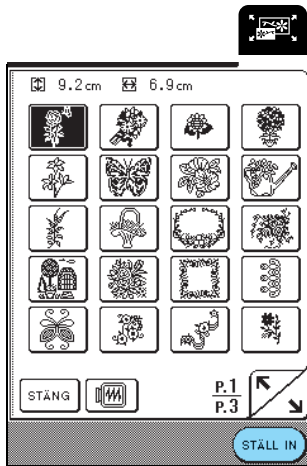 9.2cm 6.9cm
STÄNG
P.1
P.3
STÄLL IN